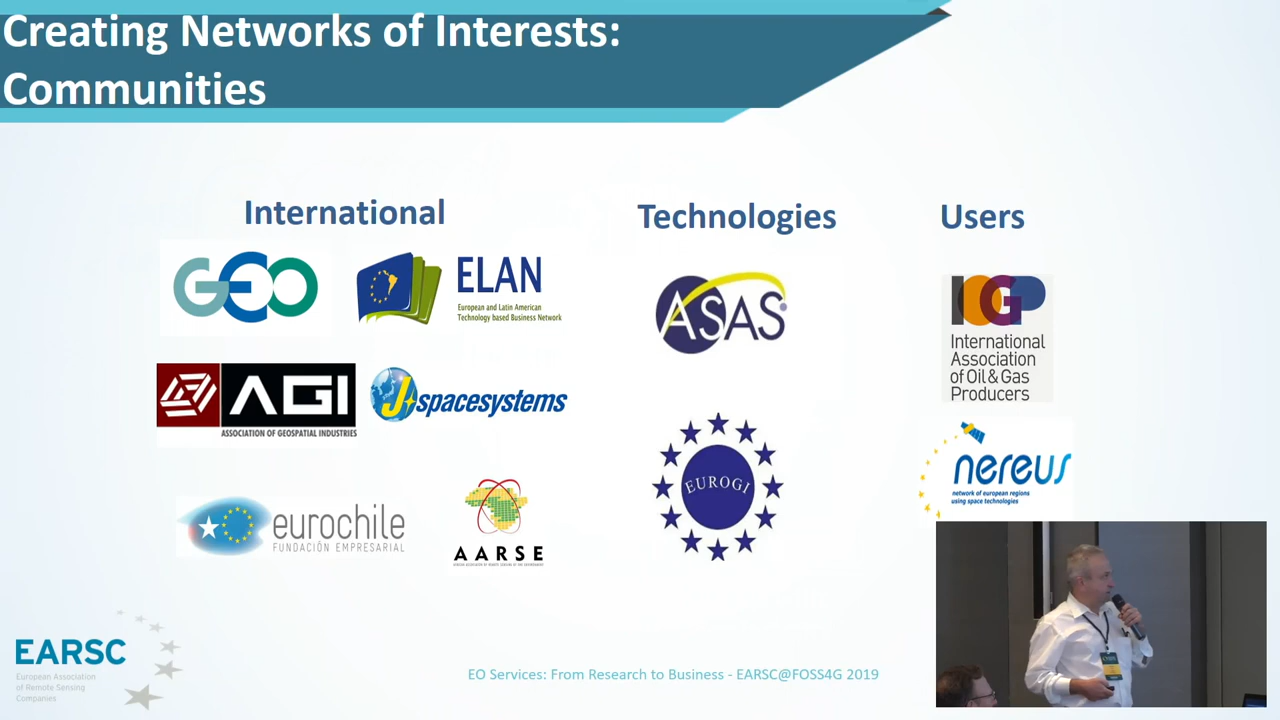 Creating Networks of Interests:
Communities
International
Technologies
Users
GEO
ELAN
European and Latin American
Technology based Business Network
ASAS
IOGP
International
Association
of Oil & Gas
Producers
AGI
ASSOCIATION OF GEOSPATIAL INDUSTRIES
J-spacesystems
EUROGI
nereus
network of european regions
using space technologies
eurochile
FUNDACIÓN EMPRESARIAL
AARSE
EARSC
European Association
of Remote Sensing
Companies
EO Services: From Research to Business - EARSC@FOSS4G 2019